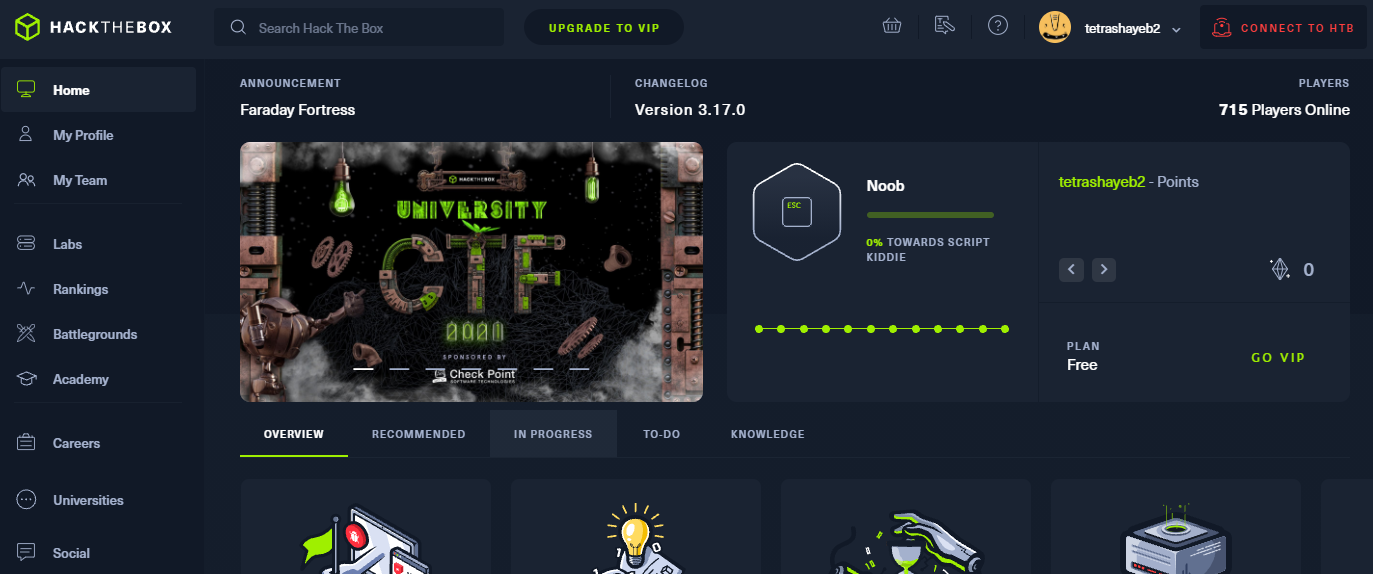 HACKTHEBOX
Search Hack The Box
UPGRADE TO VIP
tetrashayeb2
CONNECT TO HTB
Home
My Profile
My Team
Labs
Rankings
Battlegrounds
Academy
Careers
Universities
Social
ANNOUNCEMENT
Faraday Fortress
CHANGELOG
Version 3.17.0
PLAYERS
715 Players Online
HACKTHEBOX
UNIVERSITY
CTF
2021
SPONSORED BY
Check Point
SOFTWARE TECHNOLOGIES
ESC
Noob
0% TOWARDS SCRIPT
KIDDIE
tetrashayeb2 - Points
0
PLAN
Free
GO VIP
OVERVIEW
RECOMMENDED
IN PROGRESS
TO-DO
KNOWLEDGE